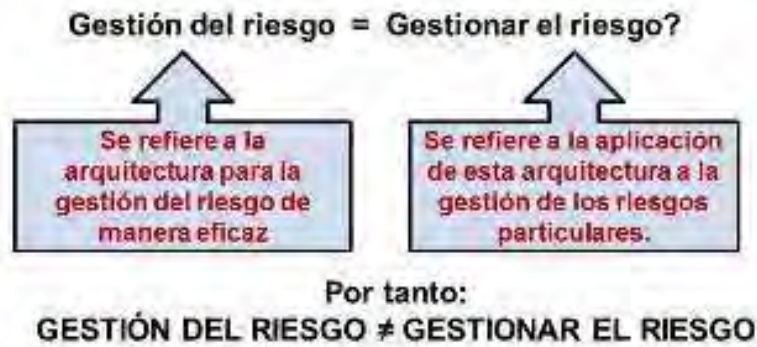 Gestión del riesgo = Gestionar el riesgo?
Se refiere a la
arquitectura para la
gestión del riesgo de
manera eficaz
Se refiere a la aplicación
de esta arquitectura a la
gestión de los riesgos
particulares.
Por tanto:
GESTIÓN DEL RIESGO ≠ GESTIONAR EL RIESGO